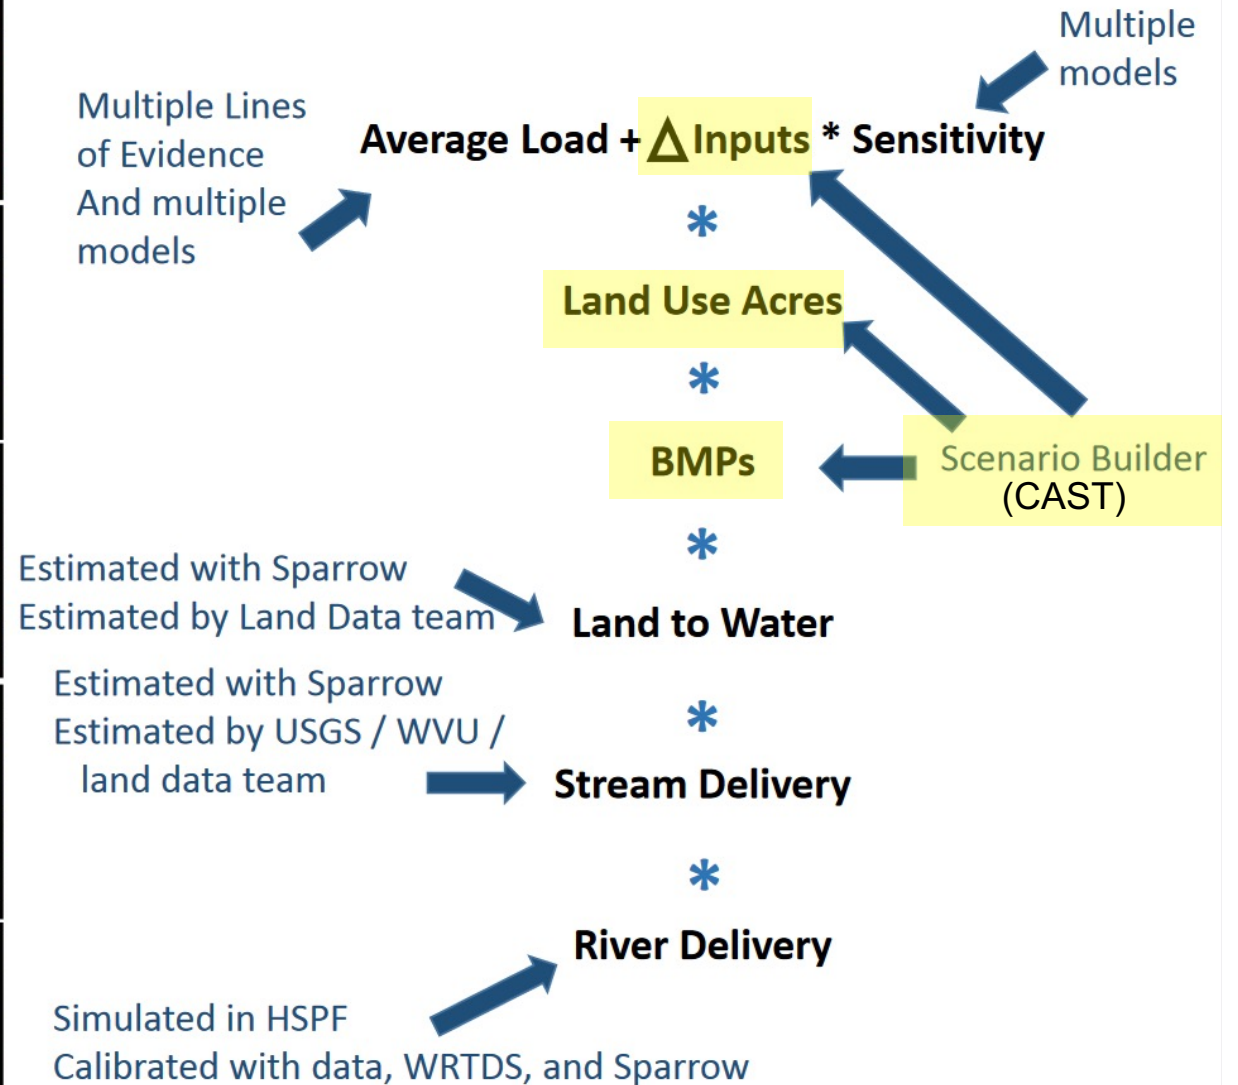 Multiple
models
Multiple Lines
of Evidence
And multiple
models
Average Load + Δ Inputs * Sensitivity
*
Land Use Acres
*
BMPs
Scenario Builder
(CAST)
*
Estimated with Sparrow
Estimated by Land Data team
Land to Water
*
Estimated with Sparrow
Estimated by USGS / WVU /
land data team
Stream Delivery
*
River Delivery
Simulated in HSPF
Calibrated with data, WRTDS, and Sparrow